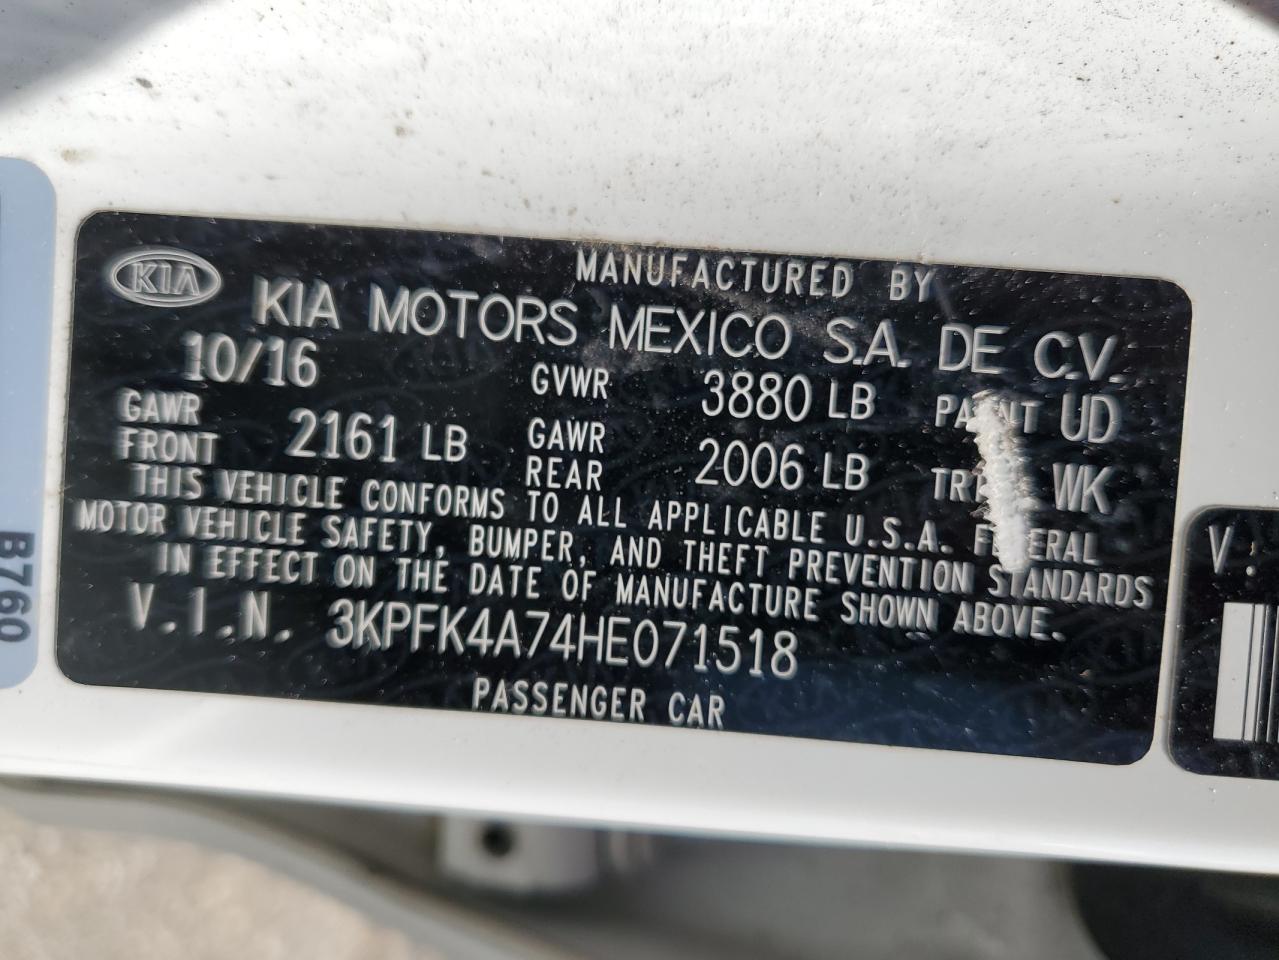 KIA
MANUFACTURED BY
KIA MOTORS MEXICO S.A. DE C.V.
10/16 GVWR 3880 LB UD
GAWR FRONT 2161 LB GAWR REAR 2006 LB WK
THIS VEHICLE CONFORMS TO ALL APPLICABLE U.S.A. FEDERAL
MOTOR VEHICLE SAFETY, BUMPER, AND THEFT PREVENTION STANDARDS
IN EFFECT ON THE DATE OF MANUFACTURE SHOWN ABOVE.
V.I.N. 3KPFK4A74HE071518
PASSENGER CAR
B760
V: